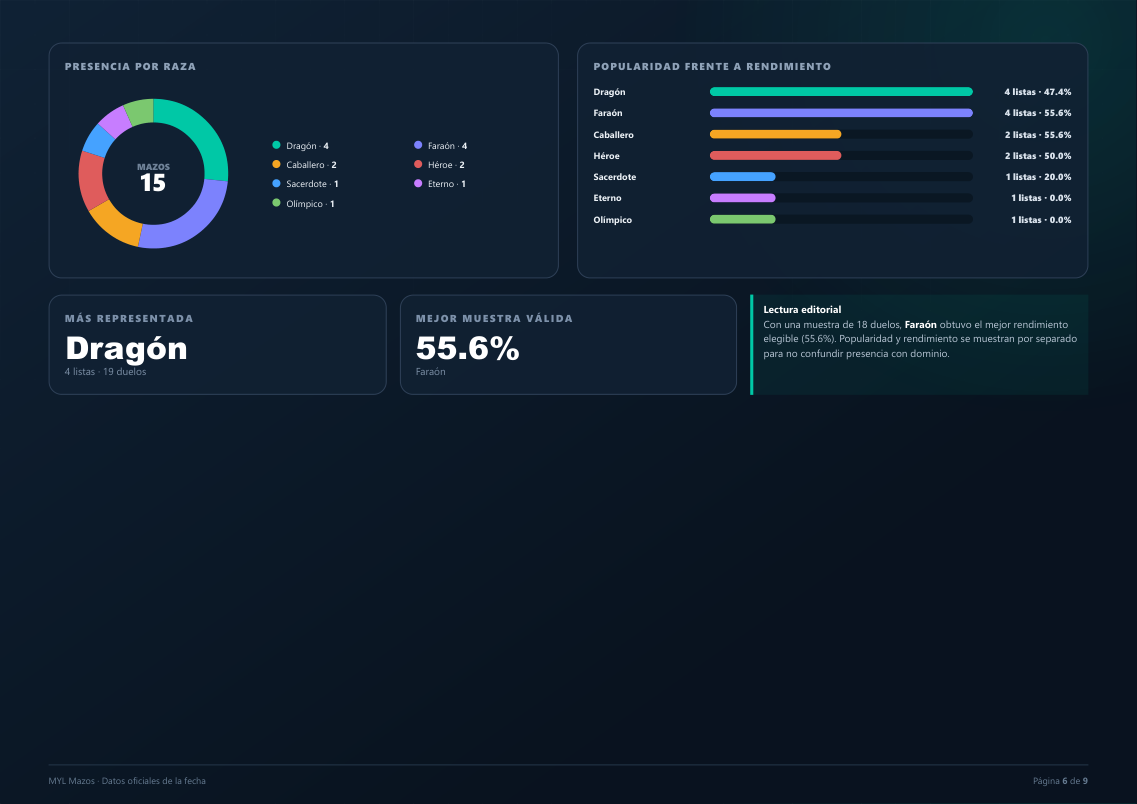 PRESENCIA POR RAZA
MAZOS
15
Dragón · 4
Faraón · 4
Caballero · 2
Héroe · 2
Sacerdote · 1
Eterno · 1
Olímpico · 1
POPULARIDAD FRENTE A RENDIMIENTO
Dragón 4 listas · 47.4%
Faraón 4 listas · 55.6%
Caballero 2 listas · 55.6%
Héroe 2 listas · 50.0%
Sacerdote 1 listas · 20.0%
Eterno 1 listas · 0.0%
Olímpico 1 listas · 0.0%
MÁS REPRESENTADA
Dragón
4 listas · 19 duelos
MEJOR MUESTRA VÁLIDA
55.6%
Faraón
Lectura editorial
Con una muestra de 18 duelos, Faraón obtuvo el mejor rendimiento
elegible (55.6%). Popularidad y rendimiento se muestran por separado
para no confundir presencia con dominio.
MYL Mazos · Datos oficiales de la fecha
Página 6 de 9